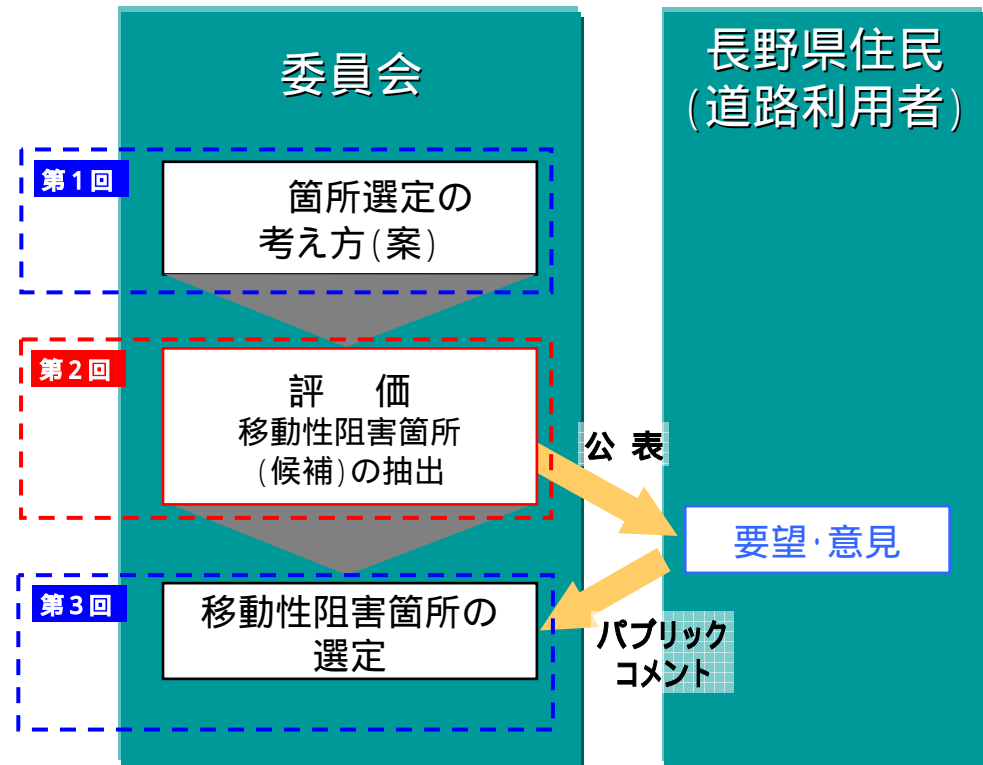 委員会
長野県住民
(道路利用者)
第1回
箇所選定の
考え方(案)
第2回
評　価
移動性阻害箇所
(候補)の抽出
公 表
要望・意見
第3回
移動性阻害箇所の
選定
パブリック
コメント